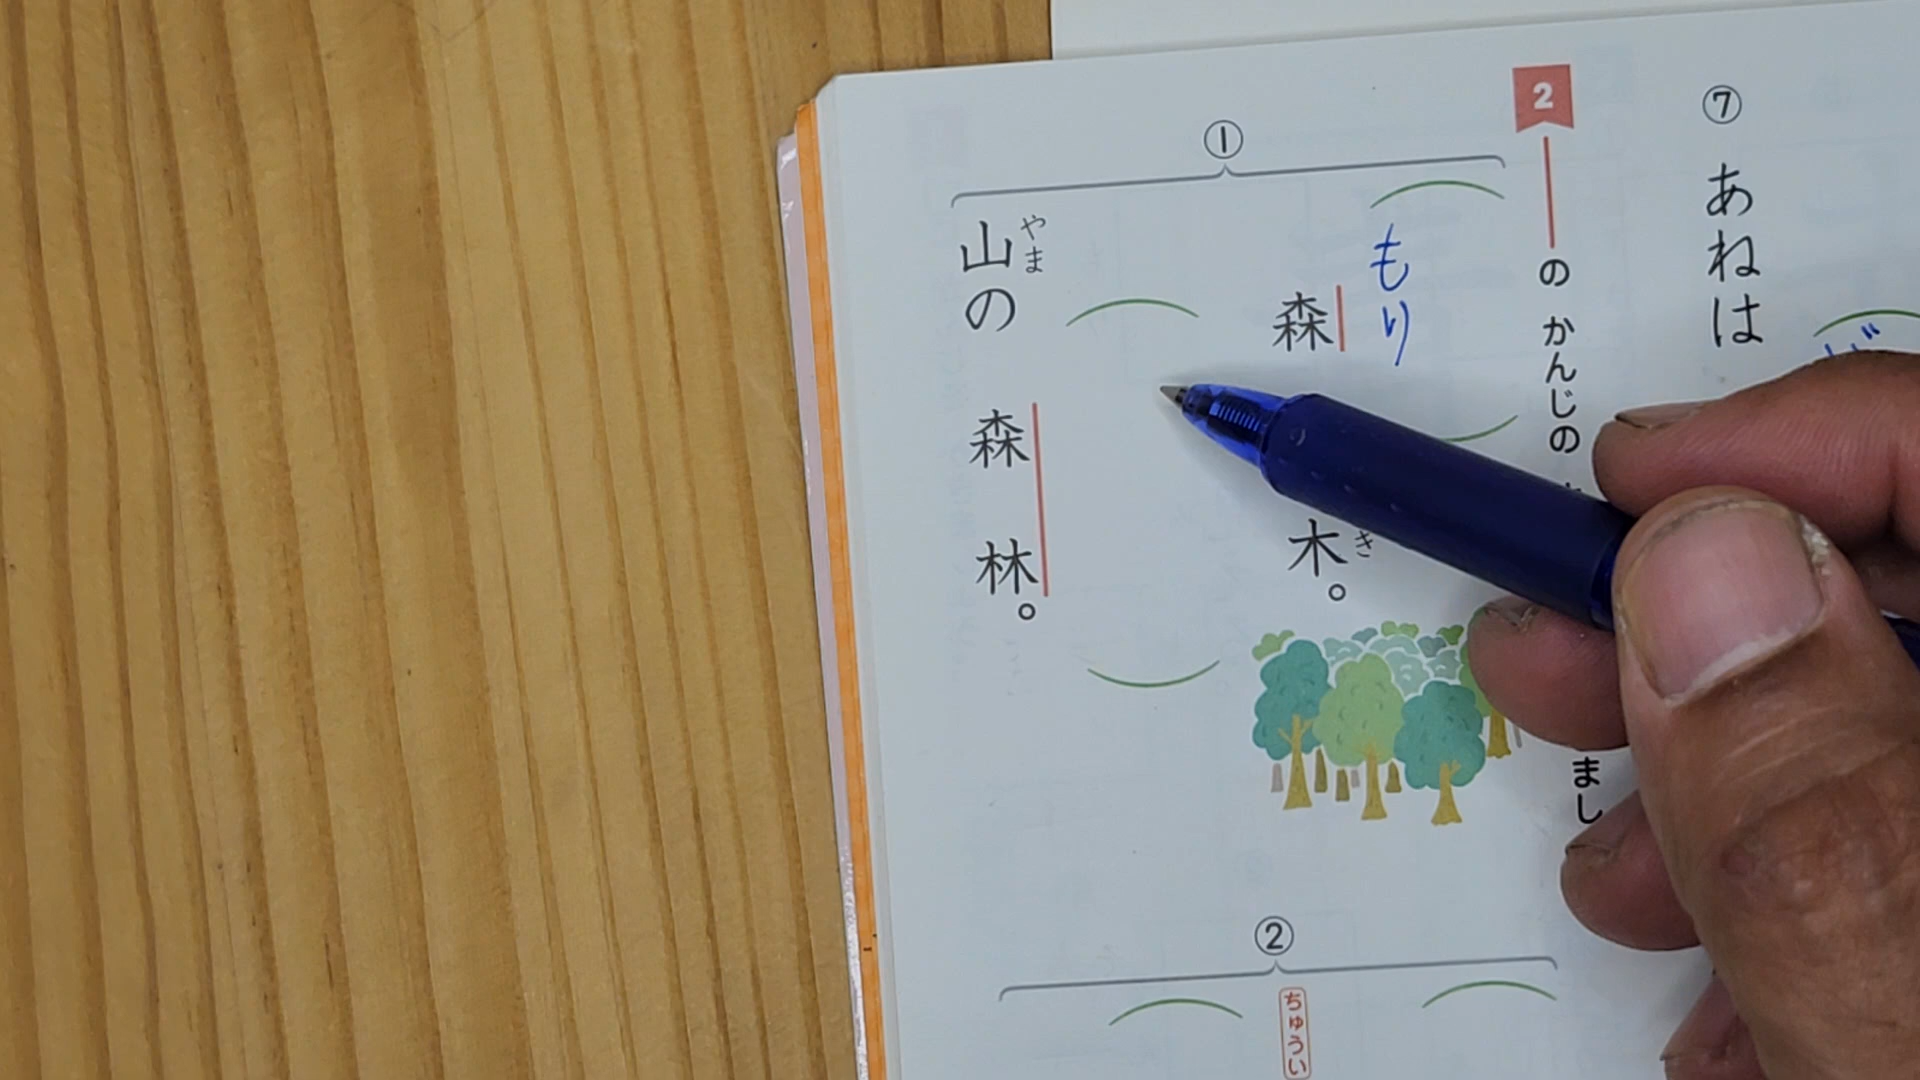 ⑦ あねは
2
の かんじの
まし
①
もり
森
木。
き
山の 森林。
やま
②
ちゅうい